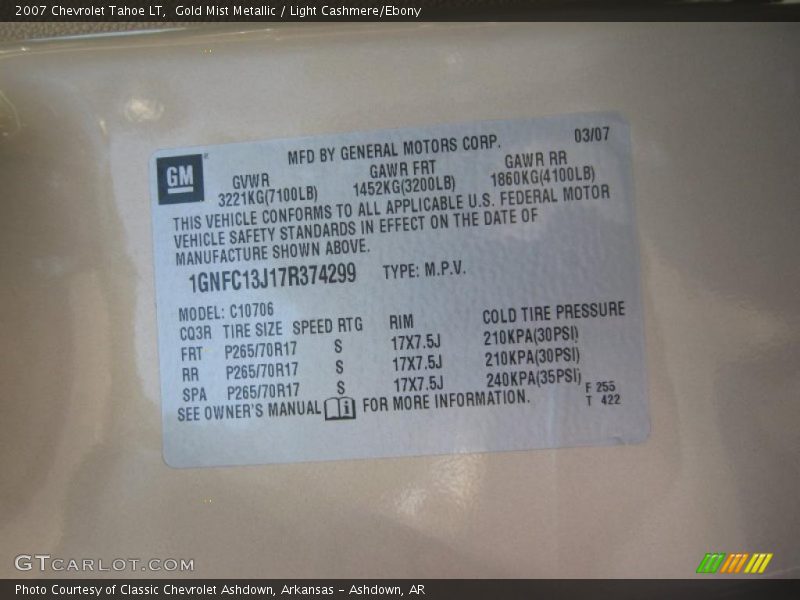 2007 Chevrolet Tahoe LT,  Gold Mist Metallic / Light Cashmere/Ebony
GM
MFD BY GENERAL MOTORS CORP. 03/07
GVWR GAWR FRT GAWR RR
3221KG(7100LB) 1452KG(3200LB) 1860KG(4100LB)
THIS VEHICLE CONFORMS TO ALL APPLICABLE U.S. FEDERAL MOTOR
VEHICLE SAFETY STANDARDS IN EFFECT ON THE DATE OF
MANUFACTURE SHOWN ABOVE.
1GNFC13J17R374299 TYPE: M.P.V.
MODEL: C10706
CQ3R TIRE SIZE SPEED RTG RIM COLD TIRE PRESSURE
FRT P265/70R17 S 17X7.5J 210KPA(30PSI)
RR P265/70R17 S 17X7.5J 210KPA(30PSI)
SPA P265/70R17 S 17X7.5J 240KPA(35PSI)
SEE OWNER'S MANUAL FOR MORE INFORMATION.
F 255
T 422
GTCARLOT.COM
Photo Courtesy of Classic Chevrolet Ashdown, Arkansas – Ashdown, AR